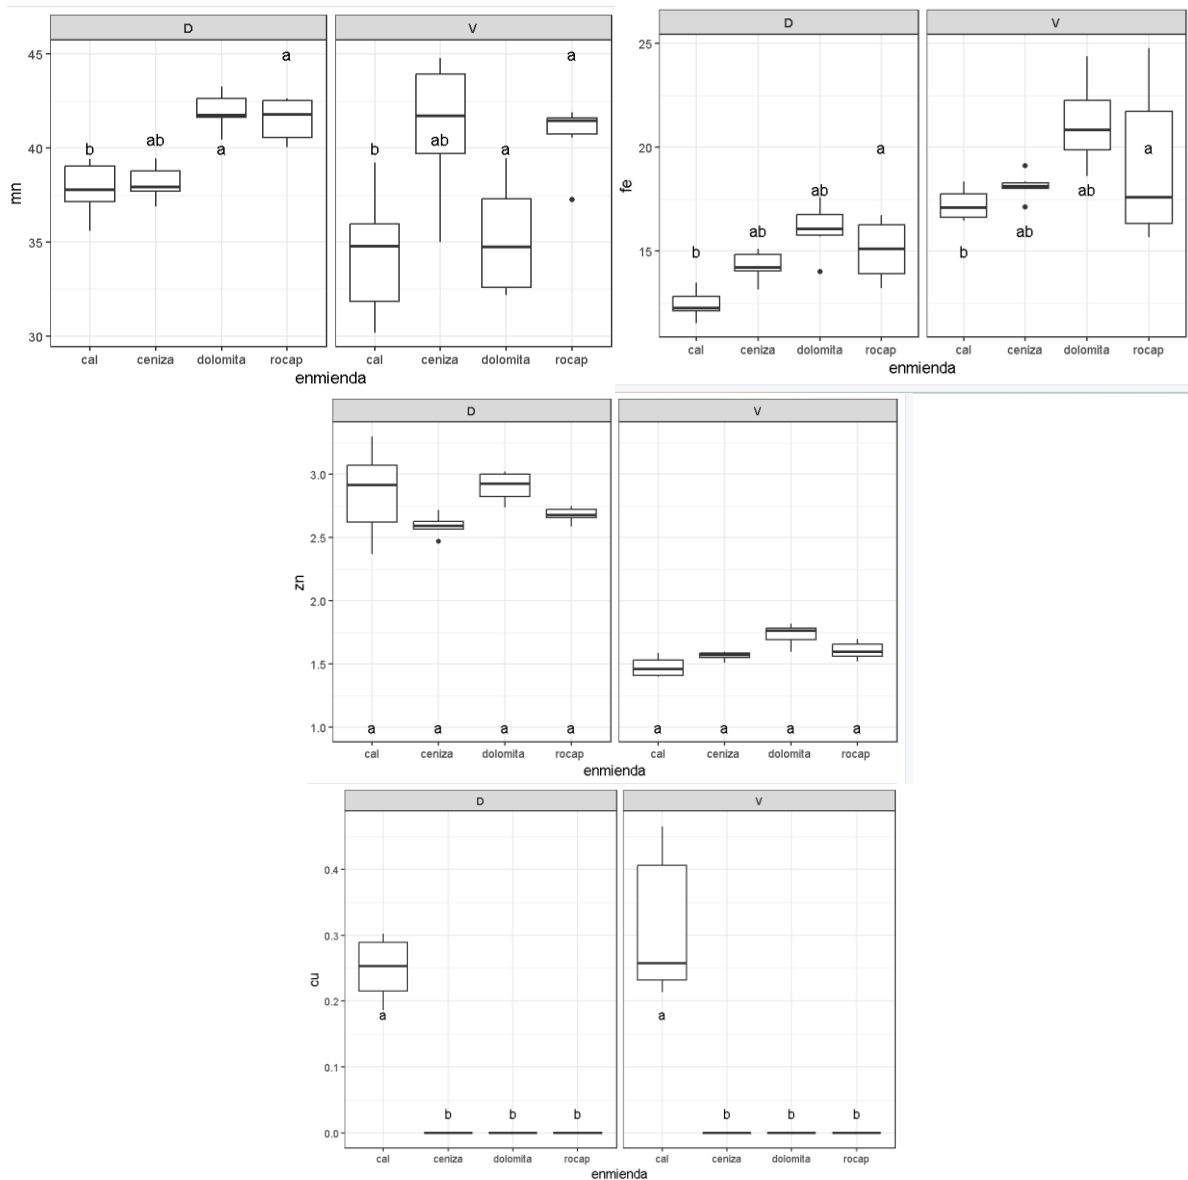 D V
45
40
35
30
mn
a a
b ab a b ab a
cal ceniza dolomita rocap cal ceniza dolomita rocap
enmienda
D V
25
20
15
fe
b ab ab a b ab ab a
cal ceniza dolomita rocap cal ceniza dolomita rocap
enmienda
D V
3.0
2.5
2.0
1.5
1.0
zn
a a a a a a a a
cal ceniza dolomita rocap cal ceniza dolomita rocap
enmienda
D V
0.4
0.3
0.2
0.1
0.0
cu
a a
b b b b b b
cal ceniza dolomita rocap cal ceniza dolomita rocap
enmienda